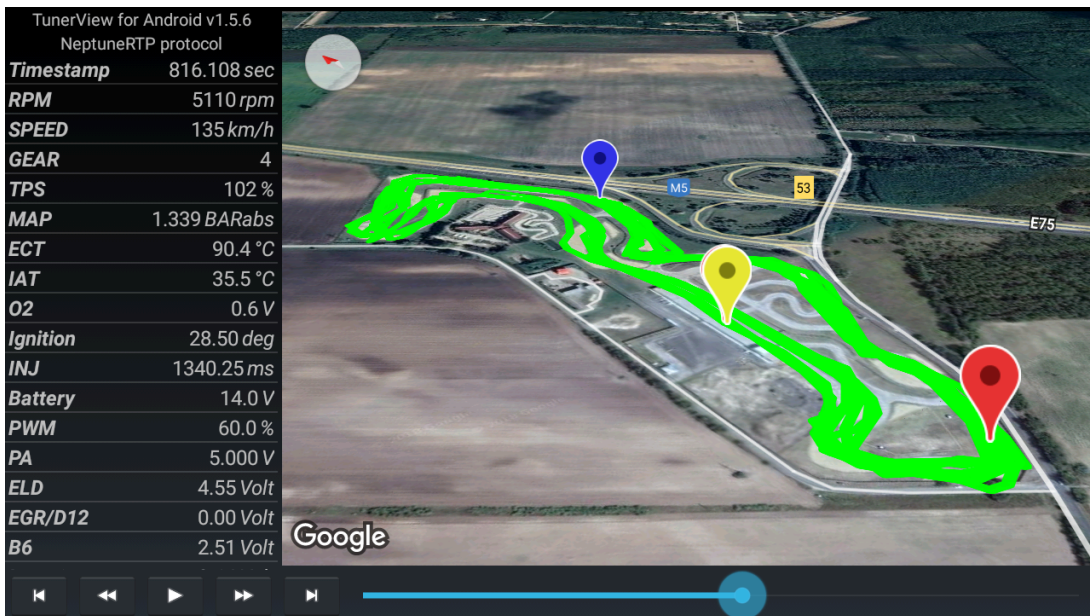 TunerView for Android v1.5.6
NeptuneRTP protocol
Timestamp 816.108 sec
RPM 5110 rpm
SPEED 135 km/h
GEAR 4
TPS 102 %
MAP 1.339 BARabs
ECT 90.4 °C
IAT 35.5 °C
O2 0.6 V
Ignition 28.50 deg
INJ 1340.25 ms
Battery 14.0 V
PWM 60.0 %
PA 5.000 V
ELD 4.55 Volt
EGR/D12 0.00 Volt
B6 2.51 Volt
M5
53
E75
Google